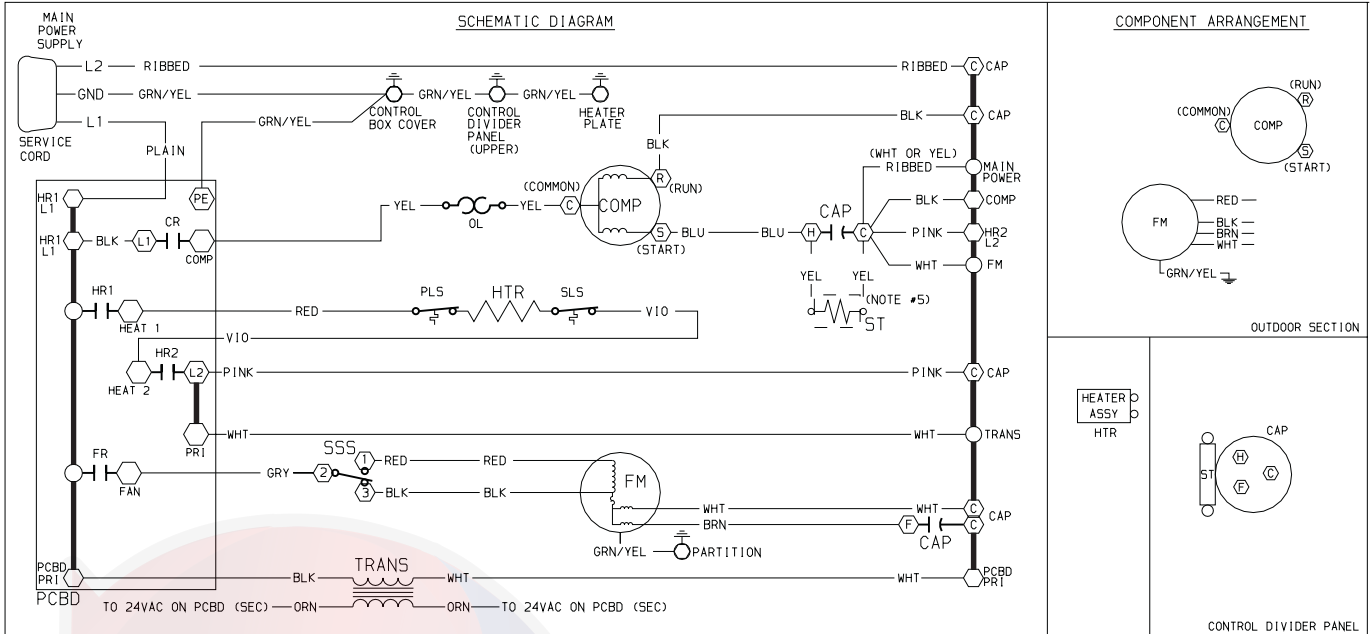 SCHEMATIC DIAGRAM
COMPONENT ARRANGEMENT
MAIN
POWER
SUPPLY
L2 RIBBED RIBBED C CAP
GND GRN/YEL GRN/YEL GRN/YEL
CONTROL
BOX COVER
CONTROL
DIVIDER
PANEL
(UPPER)
HEATER
PLATE
L1 GRN/YEL BLK C CAP
SERVICE
CORD
PLAIN
BLK
(WHT OR YEL)
RIBBED MAIN
POWER
HR1
L1
PE
(COMMON) R (RUN)
YEL OL YEL C COMP
BLK COMP
CAP
HR1
L1
BLK L1 CR COMP
S BLU BLU H C PINK HR2
L2
(START)
WHT FM
YEL YEL
(NOTE #5)
ST
HR1 HEAT 1 RED PLS HTR SLS VIO
VIO
HR2
HEAT 2 L2 PINK PINK C CAP
PRI WHT WHT TRANS
SSS
1 RED RED
FR FAN GRY 2
3 BLK BLK
FM
WHT WHT C CAP
BRN F C
CAP
GRN/YEL PARTITION
PCBD
PRI
BLK TRANS WHT WHT PCBD
PRI
PCBD
TO 24VAC ON PCBD (SEC) ORN ORN TO 24VAC ON PCBD (SEC)
(RUN)
R
(COMMON)
C COMP
S
(START)
FM
RED
BLK
BRN
WHT
GRN/YEL
OUTDOOR SECTION
HEATER
ASSY
HTR
CAP
ST
H
C
F
CONTROL DIVIDER PANEL